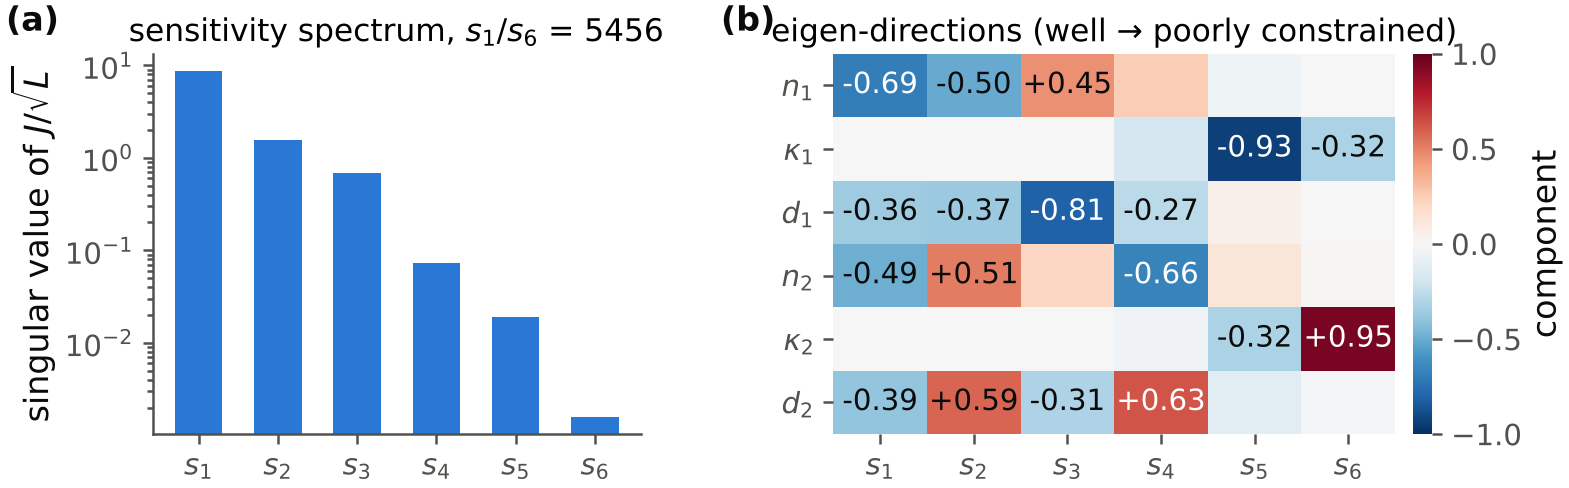 (a)
sensitivity spectrum, s₁/s₆ = 5456
singular value of J/√L
10¹
10⁰
10⁻¹
10⁻²
s₁ s₂ s₃ s₄ s₅ s₆
(b)
eigen-directions (well → poorly constrained)
n₁ -0.69 -0.50 +0.45
κ₁ -0.93 -0.32
d₁ -0.36 -0.37 -0.81 -0.27
n₂ -0.49 +0.51 -0.66
κ₂ -0.32 +0.95
d₂ -0.39 +0.59 -0.31 +0.63
s₁ s₂ s₃ s₄ s₅ s₆
1.0
0.5
0.0
−0.5
−1.0
component